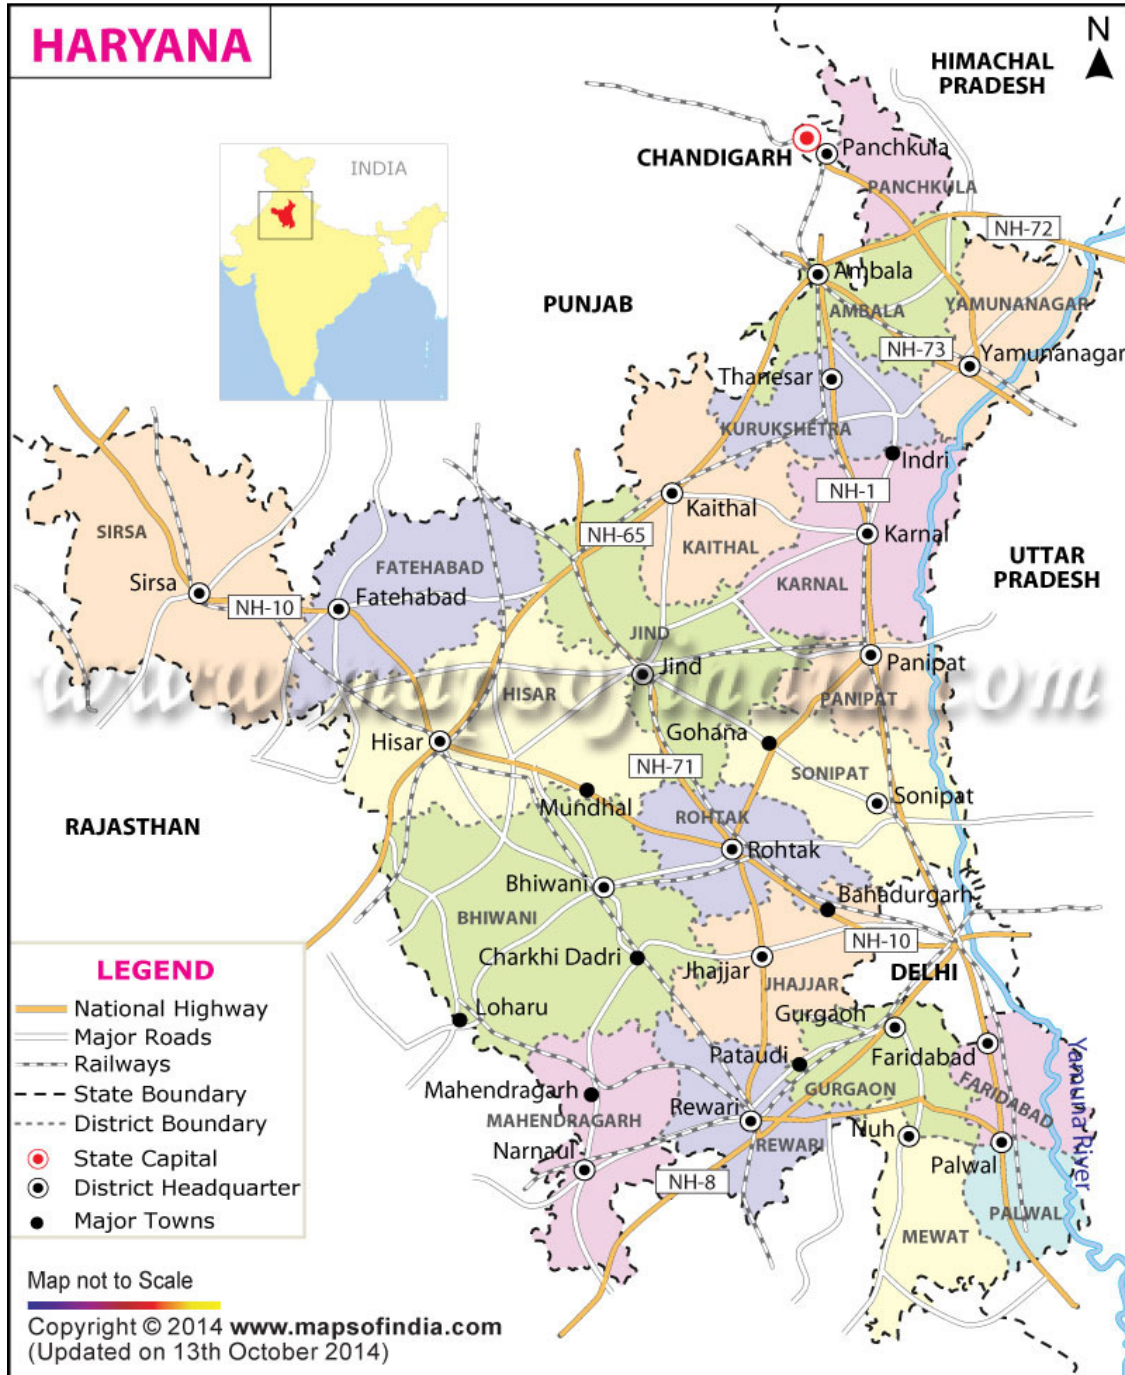 HARYANA
N
HIMACHAL
PRADESH
INDIA
CHANDIGARH
Panchkula
PANCHKULA
NH-72
Ambala
PUNJAB
AMBALA
YAMUNANAGAR
NH-73
Yamunanagar
Thanesar
KURUKSHETRA
Indri
NH-1
Kaithal
SIRSA
NH-65
Karnal
KAITHAL
UTTAR
PRADESH
FATEHABAD
KARNAL
Sirsa
NH-10
Fatehabad
JIND
Jind
Panipat
www.mapsofindia.com
HISAR
PANIPAT
Gohana
Hisar
NH-71
SONIPAT
Mundhal
Sonipat
RAJASTHAN
ROHTAK
Rohtak
Bhiwani
Bahadurgarh
BHIWANI
NH-10
Charkhi Dadri
Jhajjar
DELHI
JHAJJAR
Loharu
Gurgaon
Pataudi
Faridabad
Mahendragarh
GURGAON
FARIDABAD
Yamuna River
MAHENDRAGARH
Rewari
REWARI
Nuh
Narnaul
Palwal
NH-8
PALWAL
MEWAT
LEGEND
National Highway
Major Roads
Railways
State Boundary
District Boundary
State Capital
District Headquarter
Major Towns
Map not to Scale
Copyright © 2014 www.mapsofindia.com
(Updated on 13th October 2014)